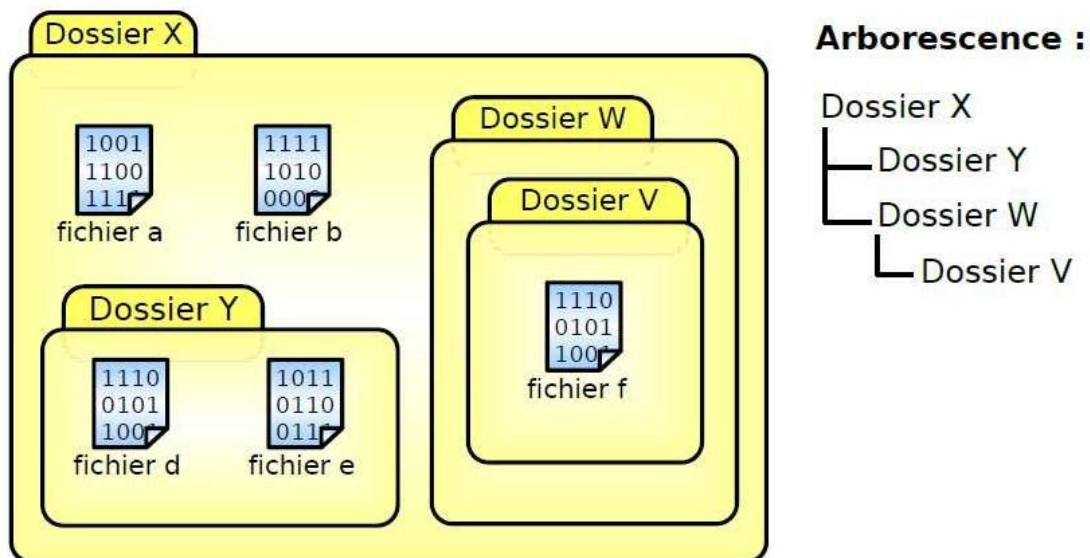 Dossier X
1001
1100
1111
fichier a
1111
1010
0000
fichier b
Dossier W
Dossier V
1110
0101
1001
fichier f
Dossier Y
1110
0101
1001
fichier d
1011
0110
0111
fichier e
Arborescence :
Dossier X
Dossier Y
Dossier W
Dossier V